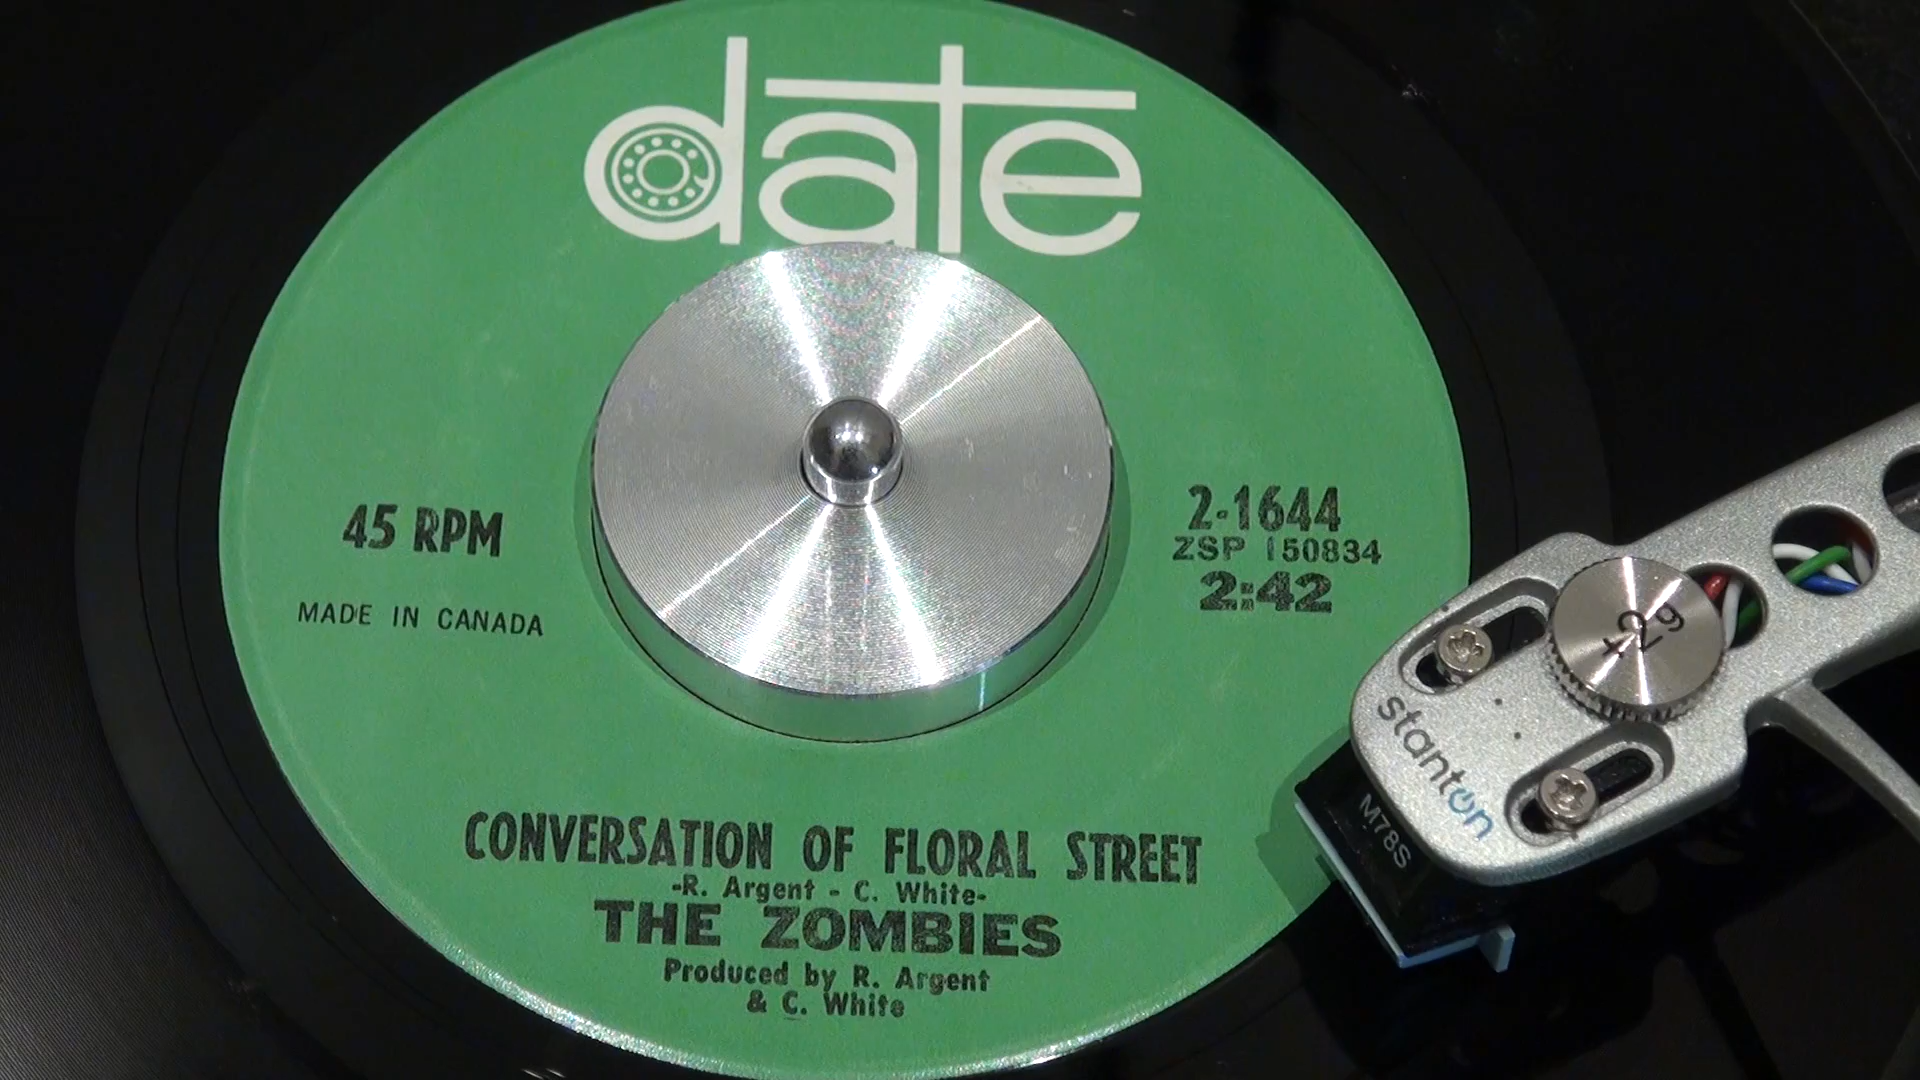 date
45 RPM
MADE IN CANADA
2-1644
ZSP 150834
2:42
CONVERSATION OF FLORAL STREET
-R. Argent - C. White-
THE ZOMBIES
Produced by R. Argent
& C. White
stanton
M78S